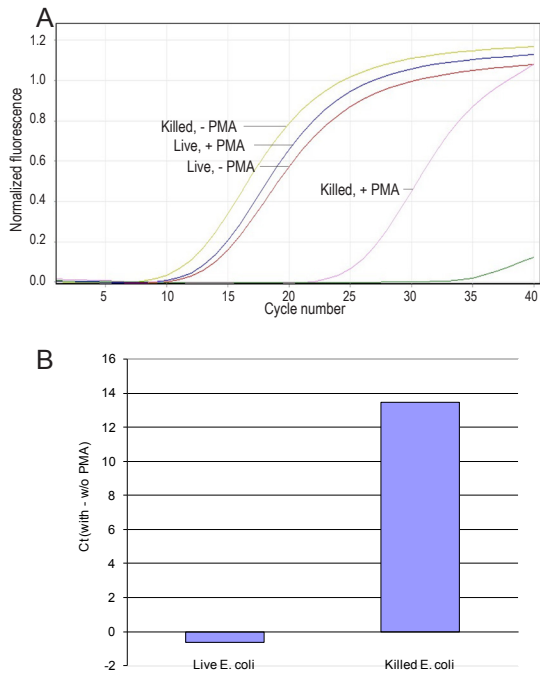 A
Normalized fluorescence
1.2
1.0
0.8
0.6
0.4
0.2
0.0
Killed, - PMA
Live, + PMA
Live, - PMA
Killed, + PMA
5
10
15
20
25
30
35
40
Cycle number
B
Ct (with - w/o PMA)
16
14
12
10
8
6
4
2
0
-2
Live E. coli
Killed E. coli